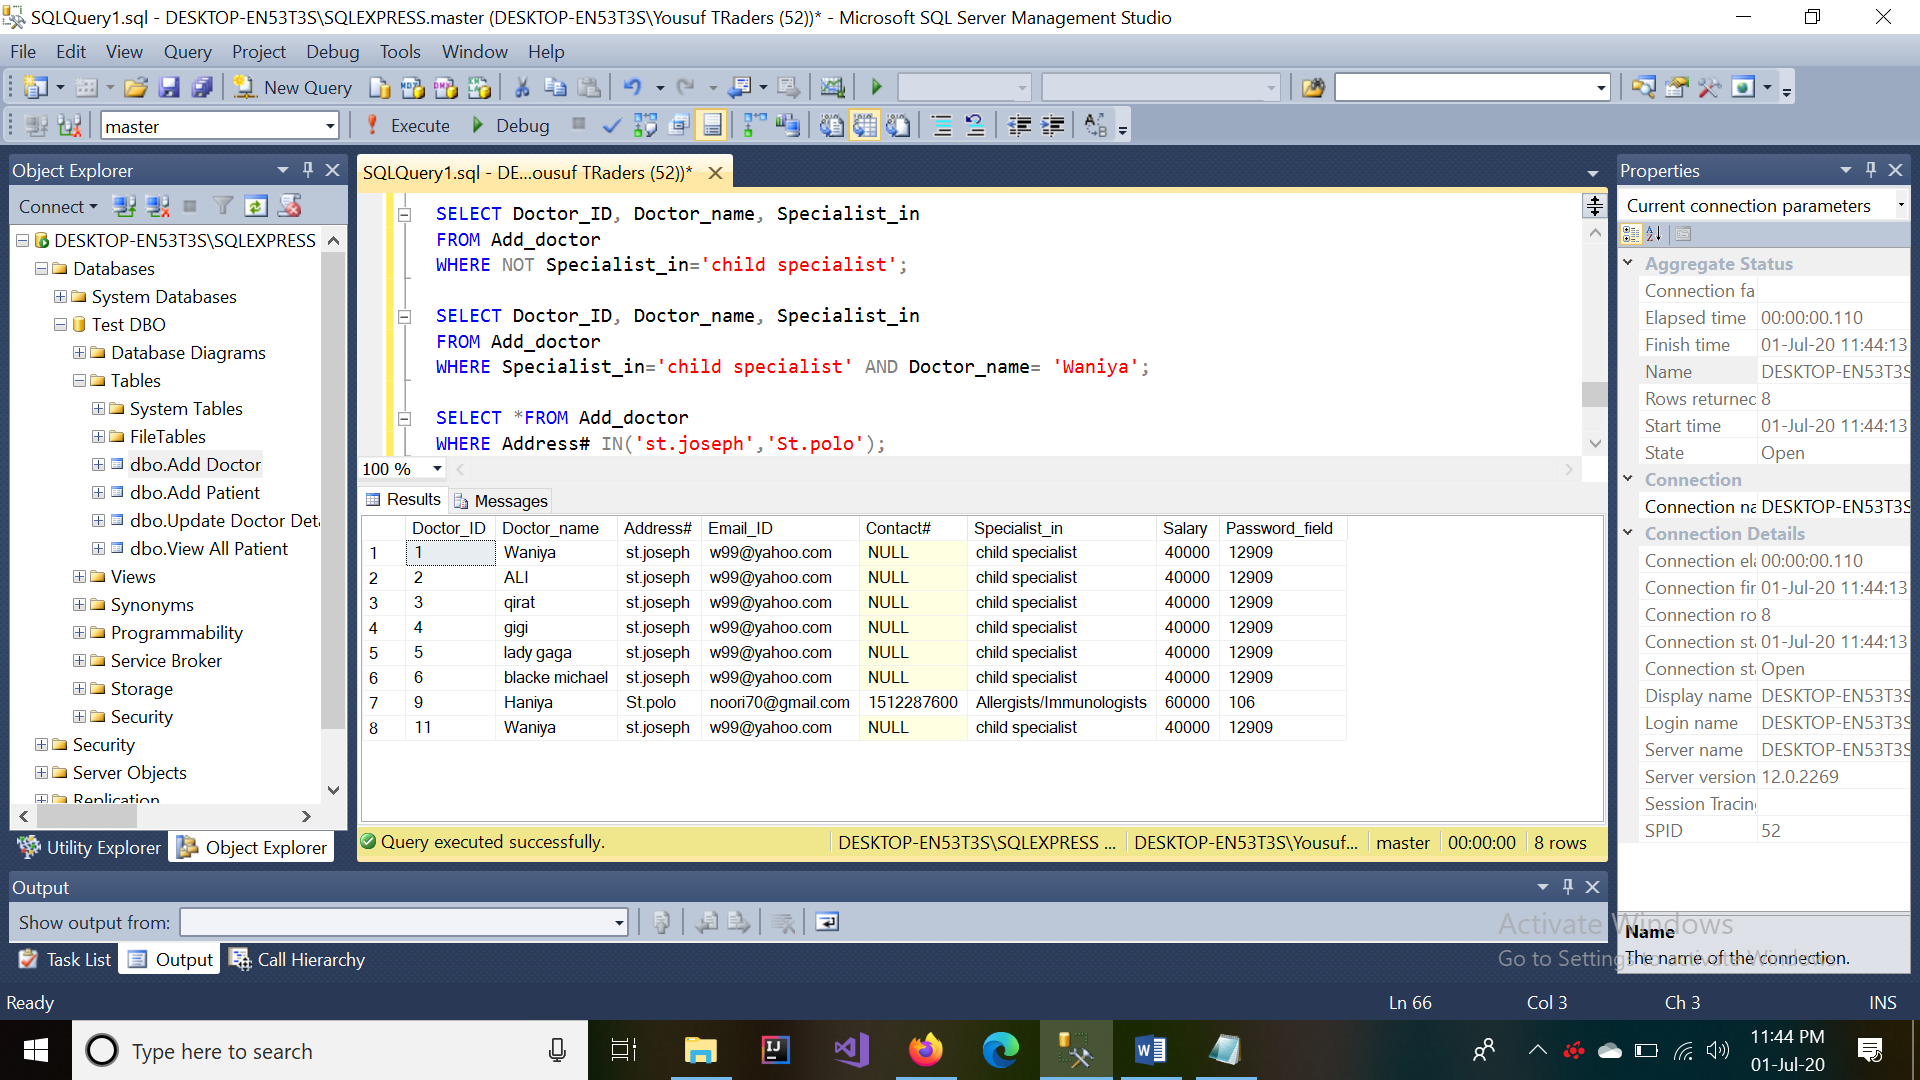 SQLQuery1.sql - DESKTOP-EN53T3S\SQLEXPRESS.master (DESKTOP-EN53T3S\Yousuf TRaders (52))* - Microsoft SQL Server Management Studio
File Edit View Query Project Debug Tools Window Help
New Query
master Execute Debug
Object Explorer
Connect
DESKTOP-EN53T3S\SQLEXPRESS
Databases
System Databases
Test DBO
Database Diagrams
Tables
System Tables
FileTables
dbo.Add Doctor
dbo.Add Patient
dbo.Update Doctor Deta
dbo.View All Patient
Views
Synonyms
Programmability
Service Broker
Storage
Security
Security
Server Objects
Replication
Utility Explorer Object Explorer
SQLQuery1.sql - DE...ousuf TRaders (52))*
SELECT Doctor_ID, Doctor_name, Specialist_in
FROM Add_doctor
WHERE NOT Specialist_in='child specialist';
SELECT Doctor_ID, Doctor_name, Specialist_in
FROM Add_doctor
WHERE Specialist_in='child specialist' AND Doctor_name= 'Waniya';
SELECT *FROM Add_doctor
WHERE Address# IN('st.joseph','St.polo');
100 %
Results Messages
Doctor_ID Doctor_name Address# Email_ID Contact# Specialist_in Salary Password_field
1 1 Waniya st.joseph w99@yahoo.com NULL child specialist 40000 12909
2 2 ALI st.joseph w99@yahoo.com NULL child specialist 40000 12909
3 3 qirat st.joseph w99@yahoo.com NULL child specialist 40000 12909
4 4 gigi st.joseph w99@yahoo.com NULL child specialist 40000 12909
5 5 lady gaga st.joseph w99@yahoo.com NULL child specialist 40000 12909
6 6 blacke michael st.joseph w99@yahoo.com NULL child specialist 40000 12909
7 9 Haniya St.polo noori70@gmail.com 1512287600 Allergists/Immunologists 60000 106
8 11 Waniya st.joseph w99@yahoo.com NULL child specialist 40000 12909
Query executed successfully. DESKTOP-EN53T3S\SQLEXPRESS ... DESKTOP-EN53T3S\Yousuf... master 00:00:00 8 rows
Properties
Current connection parameters
Aggregate Status
Connection fa
Elapsed time 00:00:00.110
Finish time 01-Jul-20 11:44:13
Name DESKTOP-EN53T3S
Rows returned 8
Start time 01-Jul-20 11:44:13
State Open
Connection
Connection na DESKTOP-EN53T3S
Connection Details
Connection ela 00:00:00.110
Connection fin 01-Jul-20 11:44:13
Connection ro 8
Connection sta 01-Jul-20 11:44:13
Connection sta Open
Display name DESKTOP-EN53T3S
Login name DESKTOP-EN53T3S
Server name DESKTOP-EN53T3S
Server version 12.0.2269
Session Tracin
SPID 52
Name
The name of the connection.
Output
Show output from:
Task List Output Call Hierarchy
Activate Windows
Go to Settings to activate Windows.
Ready Ln 66 Col 3 Ch 3 INS
Type here to search
11:44 PM
01-Jul-20